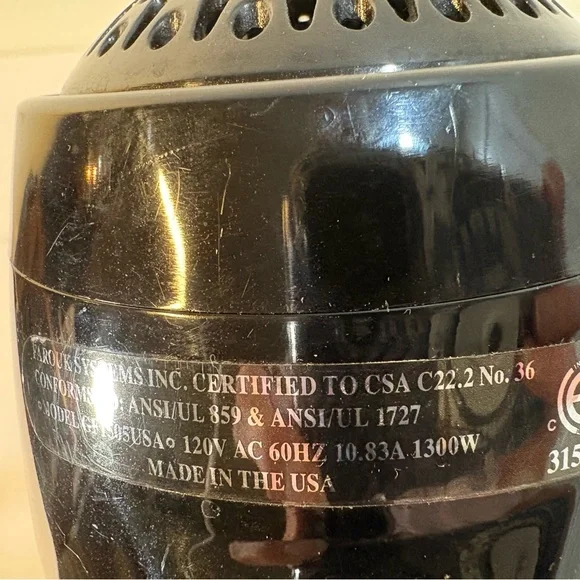 FAROUK SYSTEMS INC. CERTIFIED TO CSA C22.2 No. 36
CONFORMS ANSI/UL 859 & ANSI/UL 1727
MODEL 120V AC 60HZ 10.83A 1300W
MADE IN THE USA
C
315